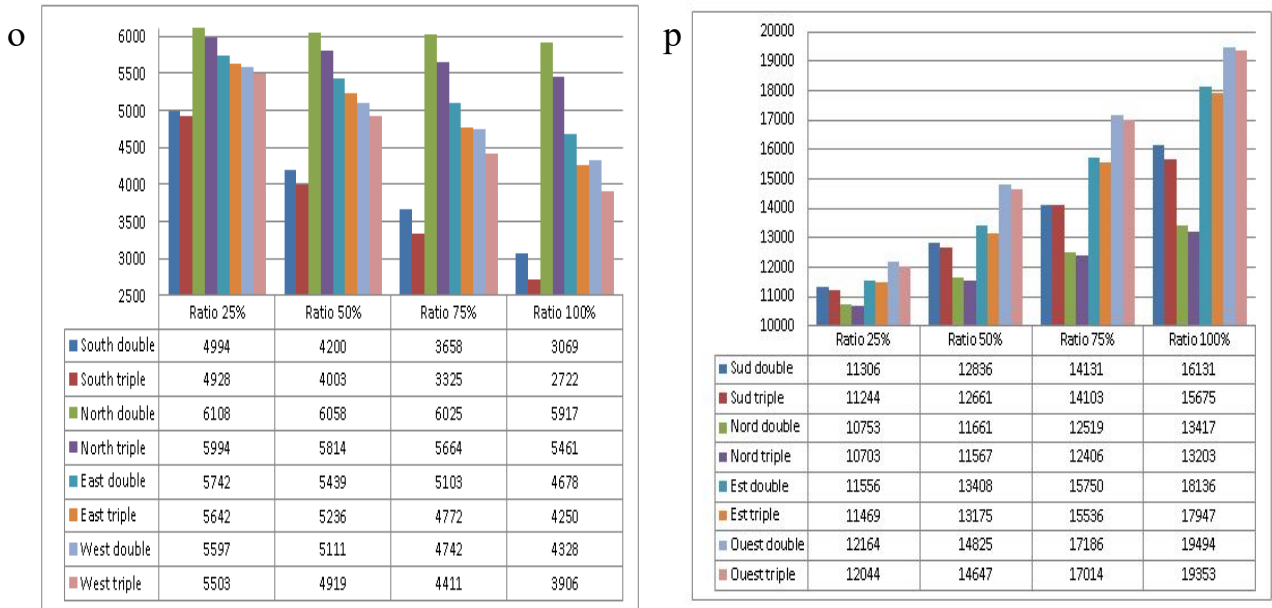 o
6000
5500
5000
4500
4000
3500
3000
2500
Ratio 25% Ratio 50% Ratio 75% Ratio 100%
South double 4994 4200 3658 3069
South triple 4928 4003 3325 2722
North double 6108 6058 6025 5917
North triple 5994 5814 5664 5461
East double 5742 5439 5103 4678
East triple 5642 5236 4772 4250
West double 5597 5111 4742 4328
West triple 5503 4919 4411 3906
p
20000
19000
18000
17000
16000
15000
14000
13000
12000
11000
10000
Ratio 25% Ratio 50% Ratio 75% Ratio 100%
Sud double 11306 12836 14131 16131
Sud triple 11244 12661 14103 15675
Nord double 10753 11661 12519 13417
Nord triple 10703 11567 12406 13203
Est double 11556 13408 15750 18136
Est triple 11469 13175 15536 17947
Ouest double 12164 14825 17186 19494
Ouest triple 12044 14647 17014 19353